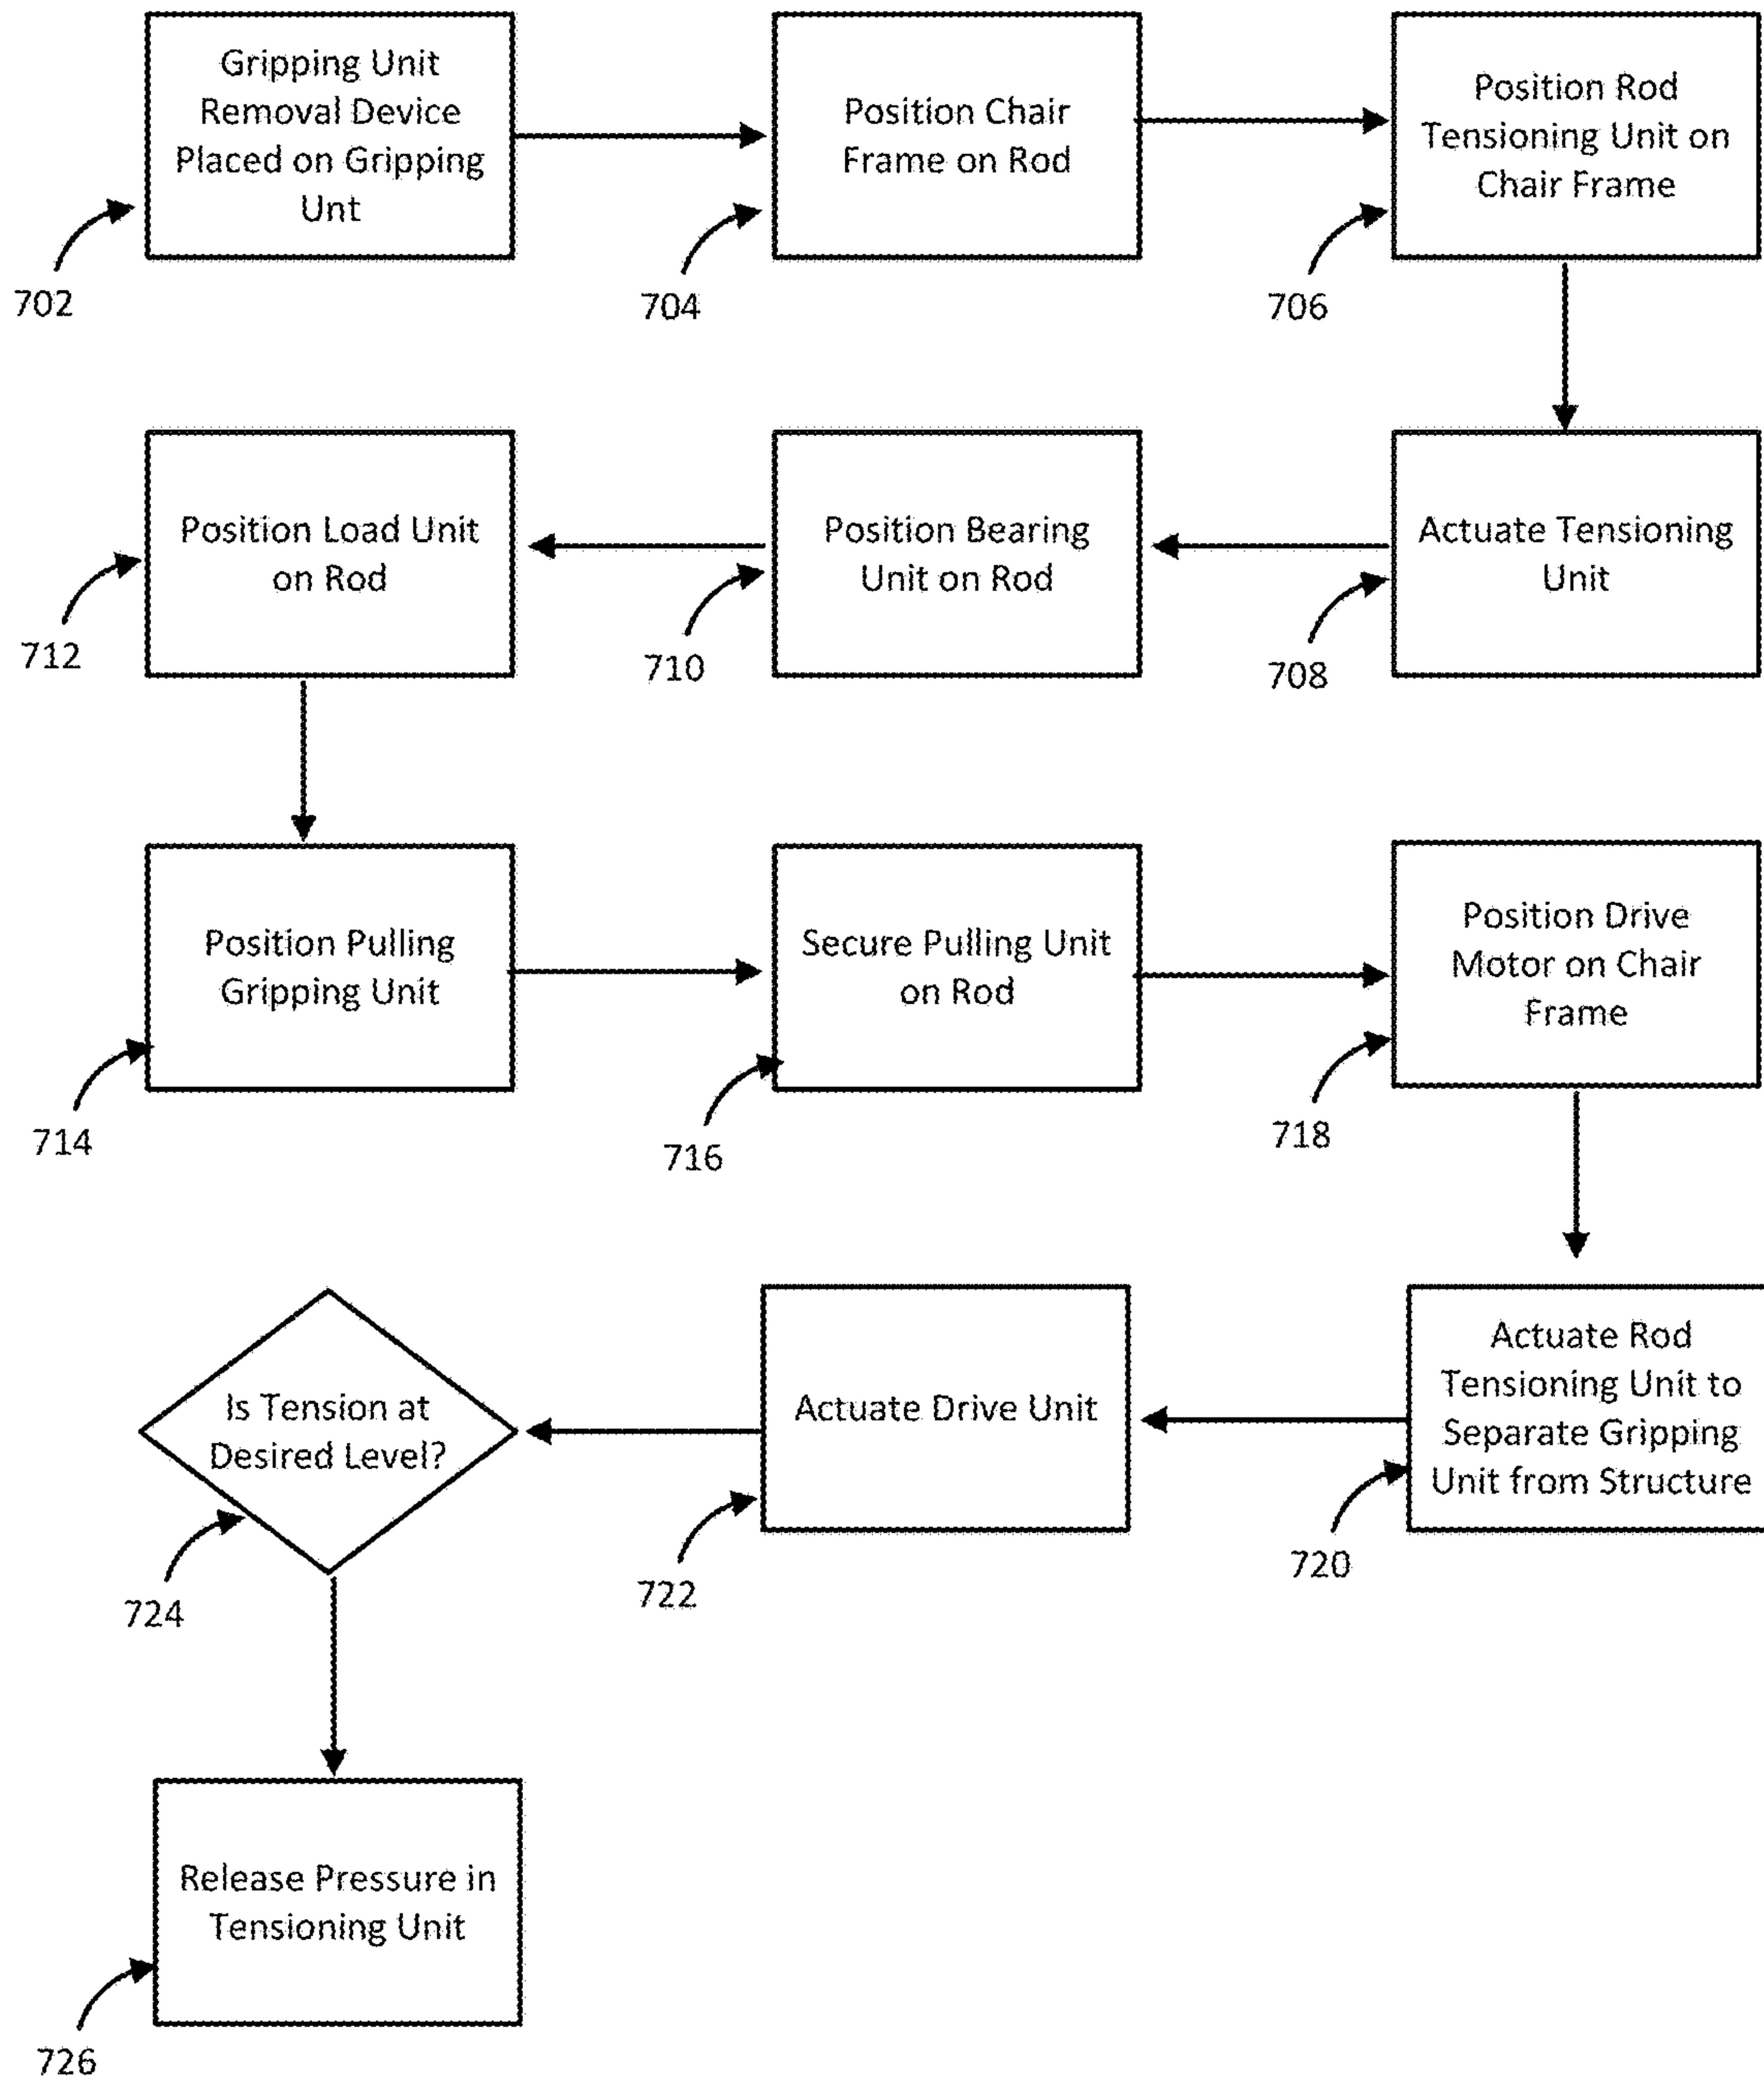 Gripping Unit
Removal Device
Placed on Gripping
Unt
702
Position Chair
Frame on Rod
704
Position Rod
Tensioning Unit on
Chair Frame
706
Actuate Tensioning
Unit
708
Position Bearing
Unit on Rod
710
Position Load Unit
on Rod
712
Position Pulling
Gripping Unit
714
Secure Pulling Unit
on Rod
716
Position Drive
Motor on Chair
Frame
718
Actuate Rod
Tensioning Unit to
Separate Gripping
Unit from Structure
720
Actuate Drive Unit
722
Is Tension at
Desired Level?
724
Release Pressure in
Tensioning Unit
726